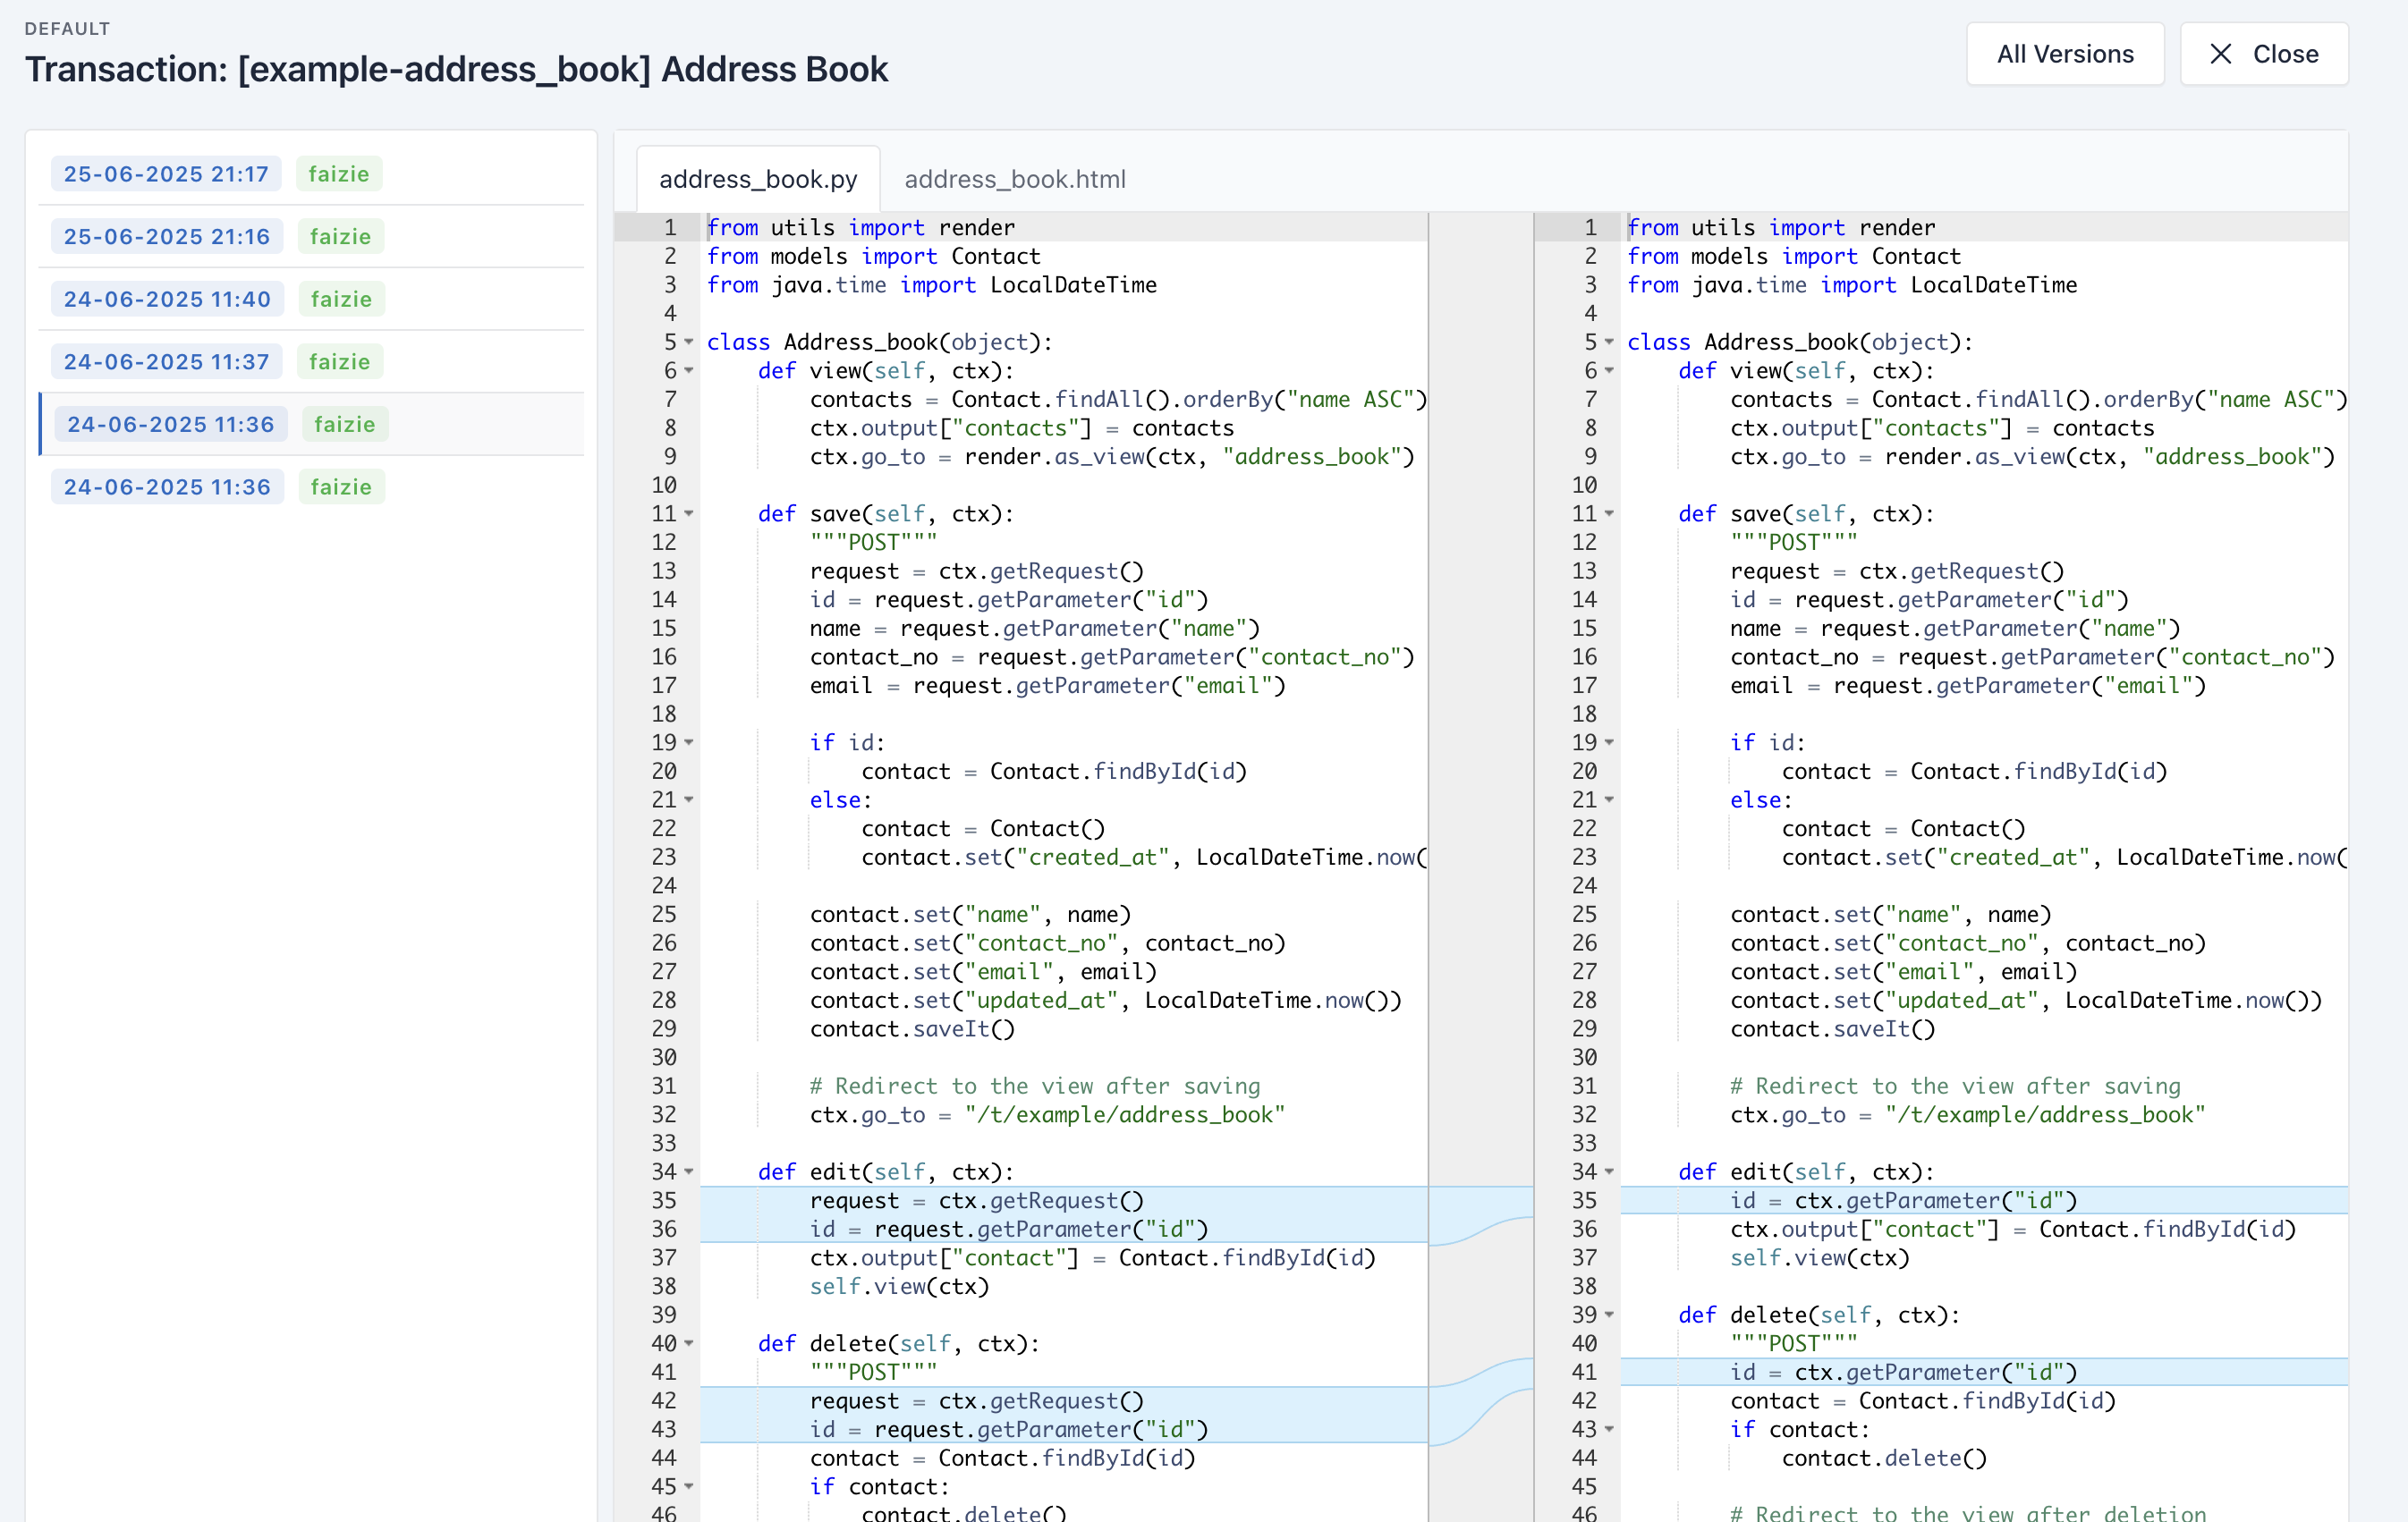 DEFAULT
Transaction: [example-address_book] Address Book
All Versions
Close
25-06-2025 21:17 faizie
25-06-2025 21:16 faizie
24-06-2025 11:40 faizie
24-06-2025 11:37 faizie
24-06-2025 11:36 faizie
24-06-2025 11:36 faizie
address_book.py
address_book.html
1 from utils import render
2 from models import Contact
3 from java.time import LocalDateTime
4
5 class Address_book(object):
6     def view(self, ctx):
7         contacts = Contact.findAll().orderBy("name ASC")
8         ctx.output["contacts"] = contacts
9         ctx.go_to = render.as_view(ctx, "address_book")
10
11     def save(self, ctx):
12         """POST"""
13         request = ctx.getRequest()
14         id = request.getParameter("id")
15         name = request.getParameter("name")
16         contact_no = request.getParameter("contact_no")
17         email = request.getParameter("email")
18
19         if id:
20             contact = Contact.findById(id)
21         else:
22             contact = Contact()
23             contact.set("created_at", LocalDateTime.now(
24
25         contact.set("name", name)
26         contact.set("contact_no", contact_no)
27         contact.set("email", email)
28         contact.set("updated_at", LocalDateTime.now())
29         contact.saveIt()
30
31         # Redirect to the view after saving
32         ctx.go_to = "/t/example/address_book"
33
34     def edit(self, ctx):
35         request = ctx.getRequest()
36         id = request.getParameter("id")
37         ctx.output["contact"] = Contact.findById(id)
38         self.view(ctx)
39
40     def delete(self, ctx):
41         """POST"""
42         request = ctx.getRequest()
43         id = request.getParameter("id")
44         contact = Contact.findById(id)
45         if contact:
46             contact.delete()
1 from utils import render
2 from models import Contact
3 from java.time import LocalDateTime
4
5 class Address_book(object):
6     def view(self, ctx):
7         contacts = Contact.findAll().orderBy("name ASC")
8         ctx.output["contacts"] = contacts
9         ctx.go_to = render.as_view(ctx, "address_book")
10
11     def save(self, ctx):
12         """POST"""
13         request = ctx.getRequest()
14         id = request.getParameter("id")
15         name = request.getParameter("name")
16         contact_no = request.getParameter("contact_no")
17         email = request.getParameter("email")
18
19         if id:
20             contact = Contact.findById(id)
21         else:
22             contact = Contact()
23             contact.set("created_at", LocalDateTime.now(
24
25         contact.set("name", name)
26         contact.set("contact_no", contact_no)
27         contact.set("email", email)
28         contact.set("updated_at", LocalDateTime.now())
29         contact.saveIt()
30
31         # Redirect to the view after saving
32         ctx.go_to = "/t/example/address_book"
33
34     def edit(self, ctx):
35         id = ctx.getParameter("id")
36         ctx.output["contact"] = Contact.findById(id)
37         self.view(ctx)
38
39     def delete(self, ctx):
40         """POST"""
41         id = ctx.getParameter("id")
42         contact = Contact.findById(id)
43         if contact:
44             contact.delete()
45
46         # Redirect to the view after deletion